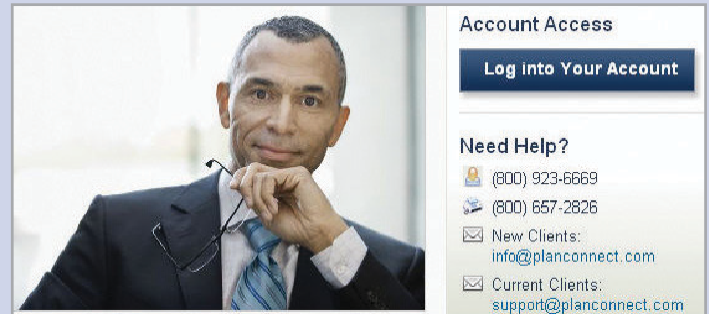 Account Access
Log into Your Account
Need Help?
(800) 923-6669
(800) 657-2826
New Clients:
info@planconnect.com
Current Clients:
support@planconnect.com